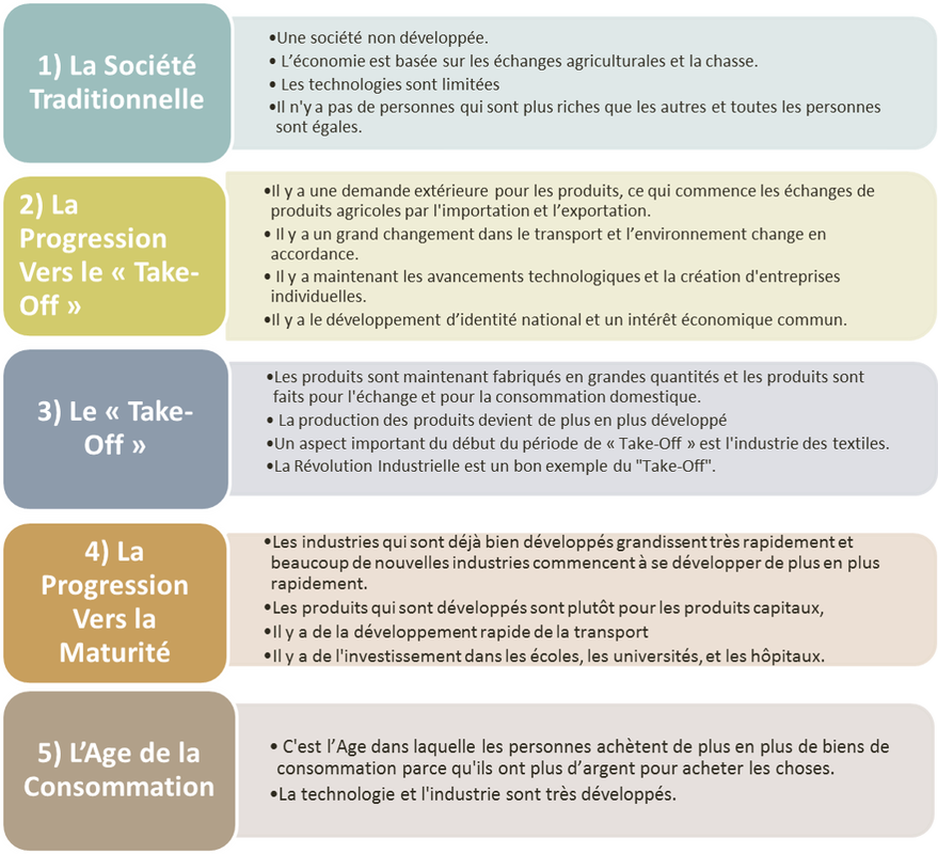 1) La Société
Traditionnelle
•Une société non développée.
• L’économie est basée sur les échanges agriculturales et la chasse.
• Les technologies sont limitées
•Il n'y a pas de personnes qui sont plus riches que les autres et toutes les personnes
sont égales.
2) La
Progression
Vers le « Take-
Off »
•Il y a une demande extérieure pour les produits, ce qui commence les échanges de
produits agricoles par l'importation et l’exportation.
• Il y a un grand changement dans le transport et l’environnement change en
accordance.
• Il y a maintenant les avancements technologiques et la création d'entreprises
individuelles.
•Il y a le développement d’identité national et un intérêt économique commun.
3) Le « Take-
Off »
•Les produits sont maintenant fabriqués en grandes quantités et les produits sont
faits pour l'échange et pour la consommation domestique.
• La production des produits devient de plus en plus développé
•Un aspect important du début du période de « Take-Off » est l'industrie des textiles.
•La Révolution Industrielle est un bon exemple du "Take-Off".
4) La
Progression
Vers la
Maturité
•Les industries qui sont déjà bien développés grandissent très rapidement et
beaucoup de nouvelles industries commencent à se développer de plus en plus
rapidement.
•Les produits qui sont développés sont plutôt pour les produits capitaux,
•Il y a de la développement rapide de la transport
•Il y a de l'investissement dans les écoles, les universités, et les hôpitaux.
5) L’Age de la
Consommation
• C'est l’Age dans laquelle les personnes achètent de plus en plus de biens de
consommation parce qu'ils ont plus d’argent pour acheter les choses.
•La technologie et l'industrie sont très développés.